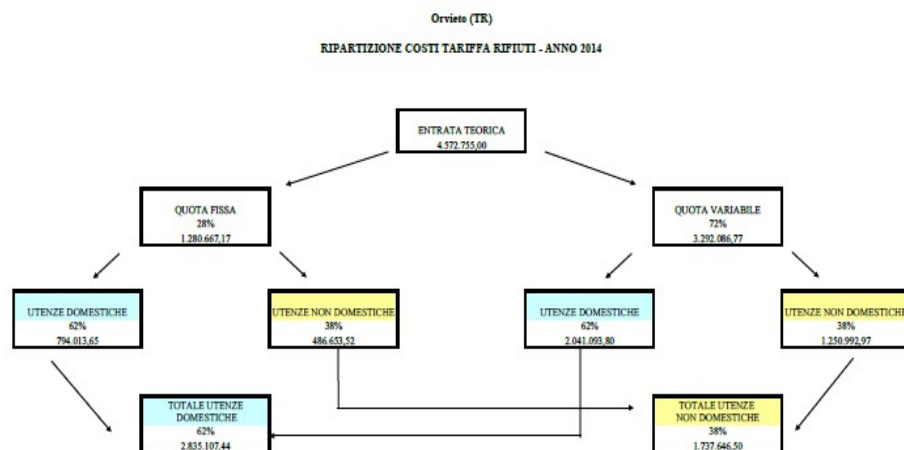 Orvieto (TR)
RIPARTIZIONE COSTI TARIFFA RIFIUTI - ANNO 2014
ENTRATA TEORICA
4.572.755,00
QUOTA FISSA
28%
1.280.667,17
QUOTA VARIABILE
72%
3.292.086,77
UTENZE DOMESTICHE
62%
794.013,65
UTENZE NON DOMESTICHE
38%
486.653,52
UTENZE DOMESTICHE
62%
2.041.093,80
UTENZE NON DOMESTICHE
38%
1.250.992,97
TOTALE UTENZE
DOMESTICHE
62%
2.835.107,44
TOTALE UTENZE
NON DOMESTICHE
38%
1.737.646,50